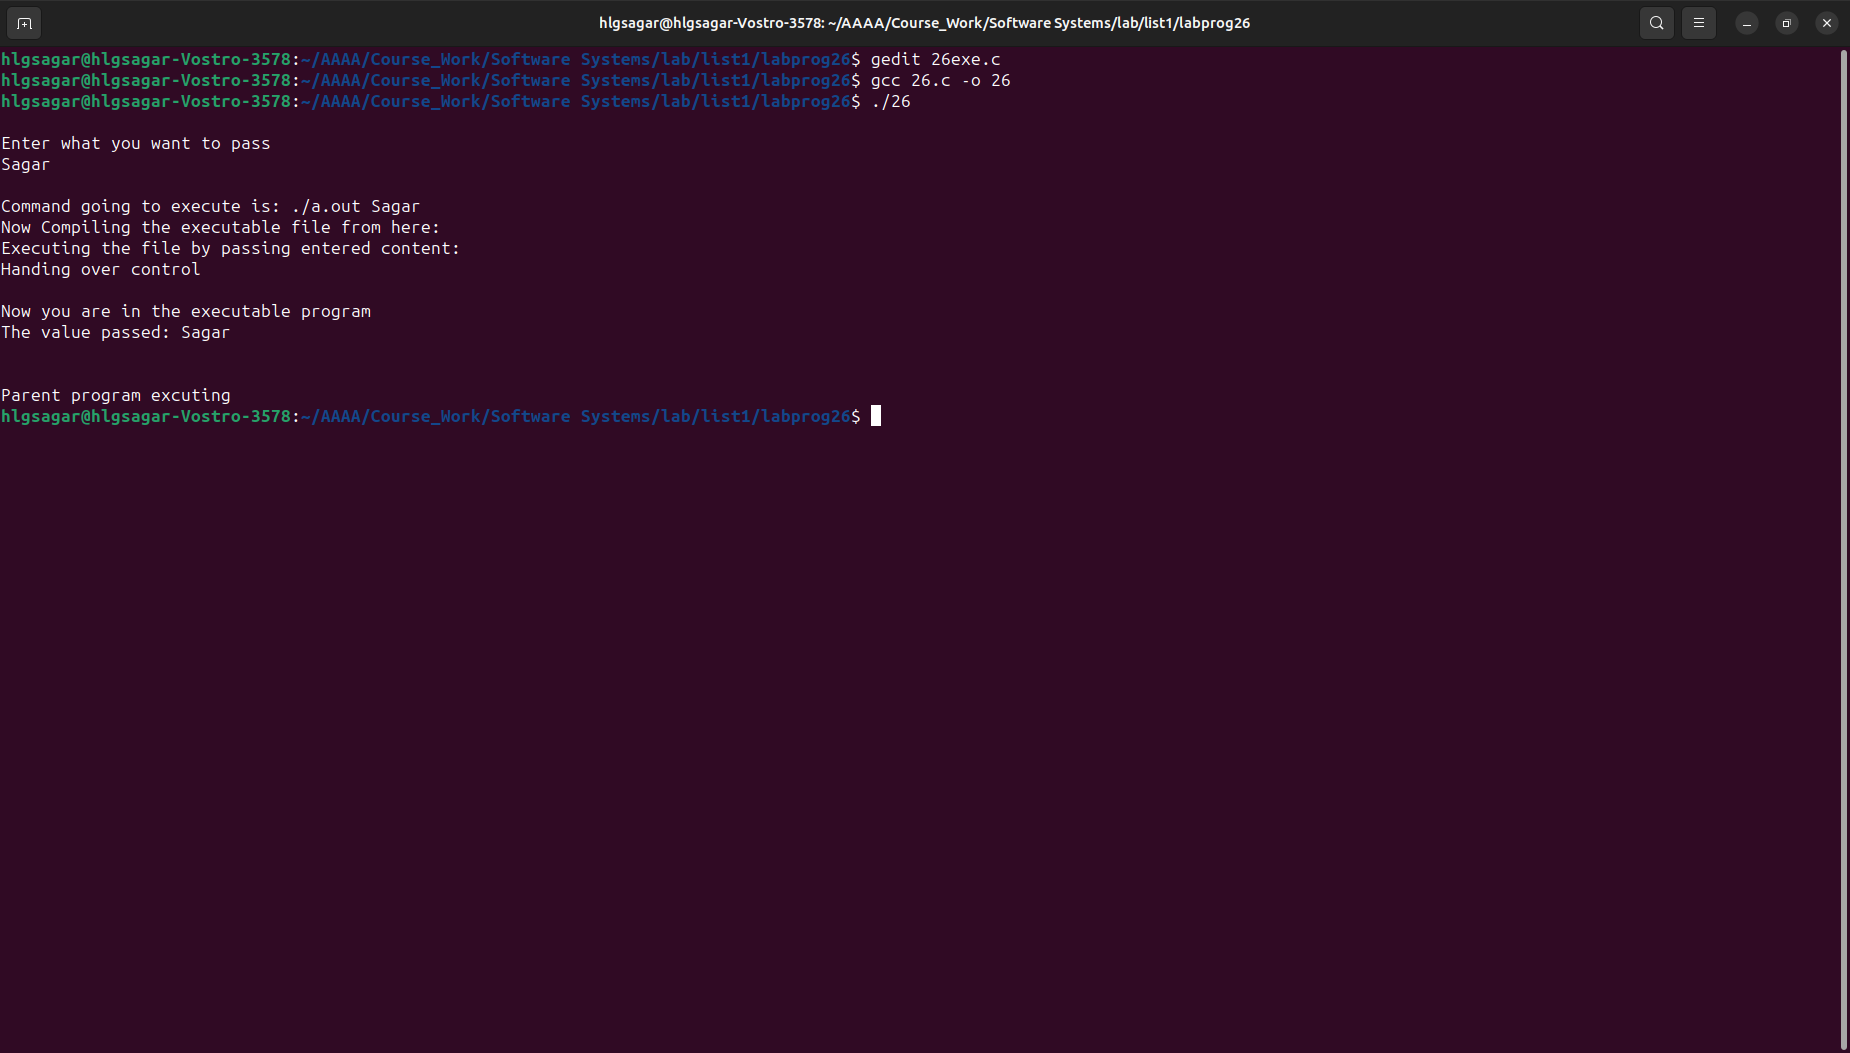 hlgsagar@hlgsagar-Vostro-3578: ~/AAAA/Course_Work/Software Systems/lab/list1/labprog26
hlgsagar@hlgsagar-Vostro-3578:~/AAAA/Course_Work/Software Systems/lab/list1/labprog26$ gedit 26exe.c
hlgsagar@hlgsagar-Vostro-3578:~/AAAA/Course_Work/Software Systems/lab/list1/labprog26$ gcc 26.c -o 26
hlgsagar@hlgsagar-Vostro-3578:~/AAAA/Course_Work/Software Systems/lab/list1/labprog26$ ./26
Enter what you want to pass
Sagar
Command going to execute is: ./a.out Sagar
Now Compiling the executable file from here:
Executing the file by passing entered content:
Handing over control
Now you are in the executable program
The value passed: Sagar
Parent program excuting
hlgsagar@hlgsagar-Vostro-3578:~/AAAA/Course_Work/Software Systems/lab/list1/labprog26$